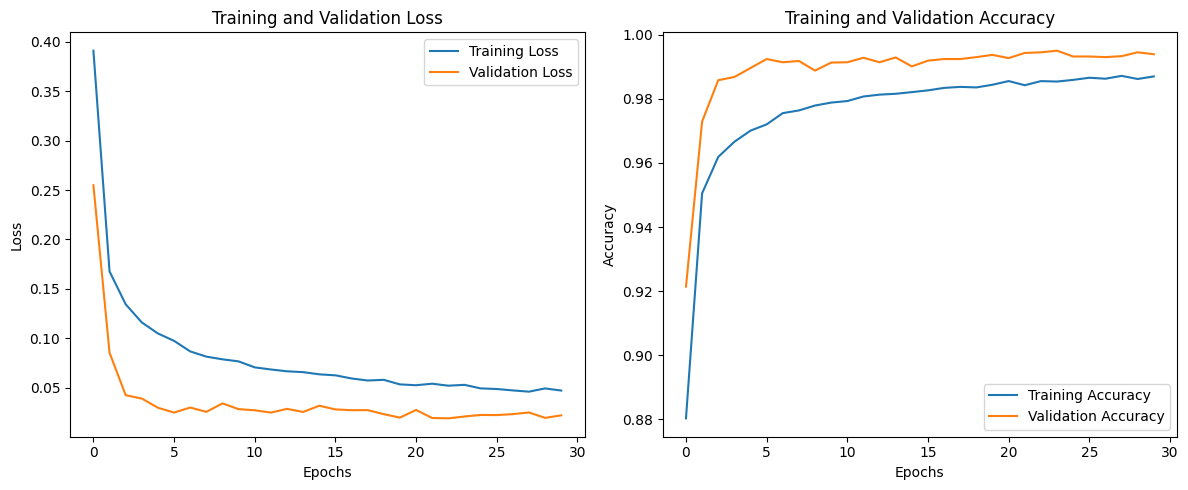 Training and Validation Loss
Training Loss
Validation Loss
0.40
0.35
0.30
0.25
0.20
0.15
0.10
0.05
Loss
0 5 10 15 20 25 30
Epochs
Training and Validation Accuracy
1.00
0.98
0.96
0.94
0.92
0.90
0.88
Accuracy
Training Accuracy
Validation Accuracy
0 5 10 15 20 25 30
Epochs